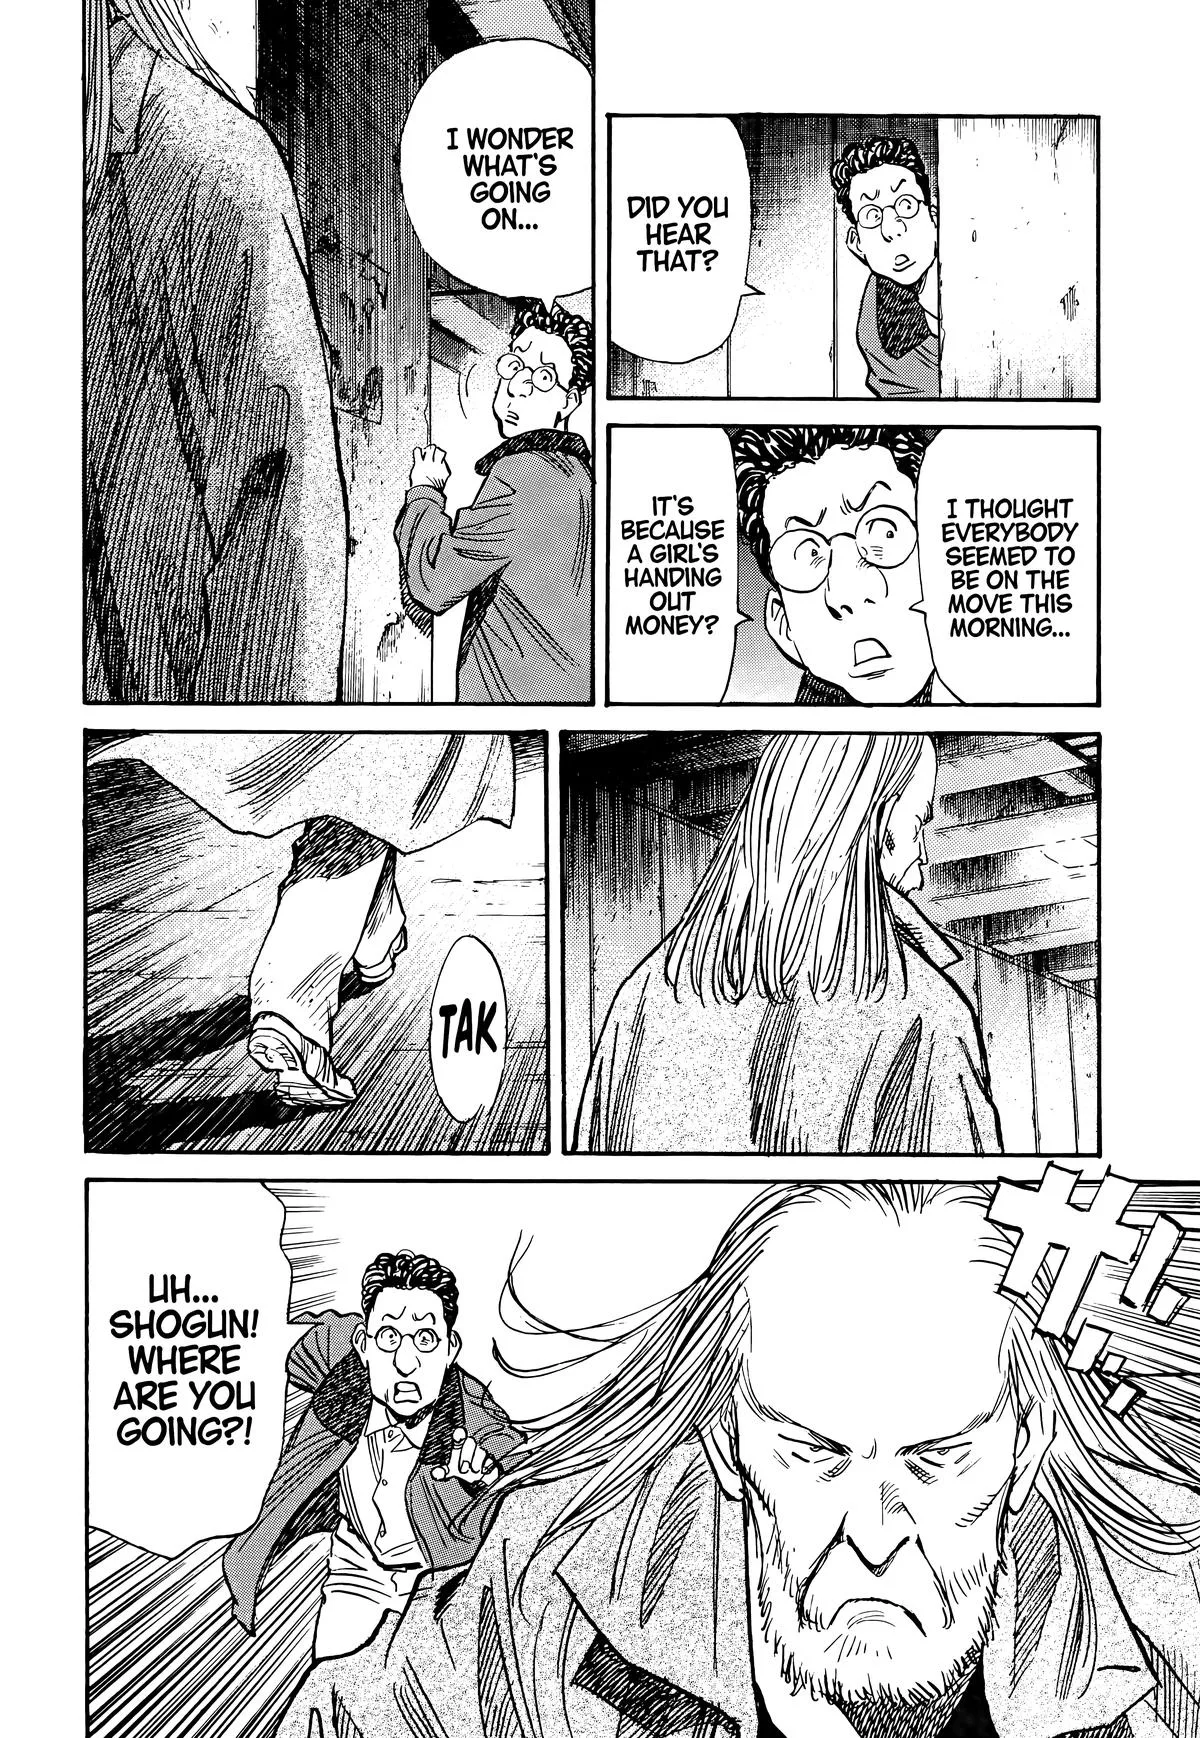 DID YOU
HEAR
THAT?
I THOUGHT
EVERYBODY
SEEMED TO
BE ON THE
MOVE THIS
MORNING...
IT'S
BECAUSE
A GIRL'S
HANDING
OUT
MONEY?
I WONDER
WHAT'S
GOING
ON...
TAK
UH...
SHOGUN!
WHERE
ARE YOU
GOING?!